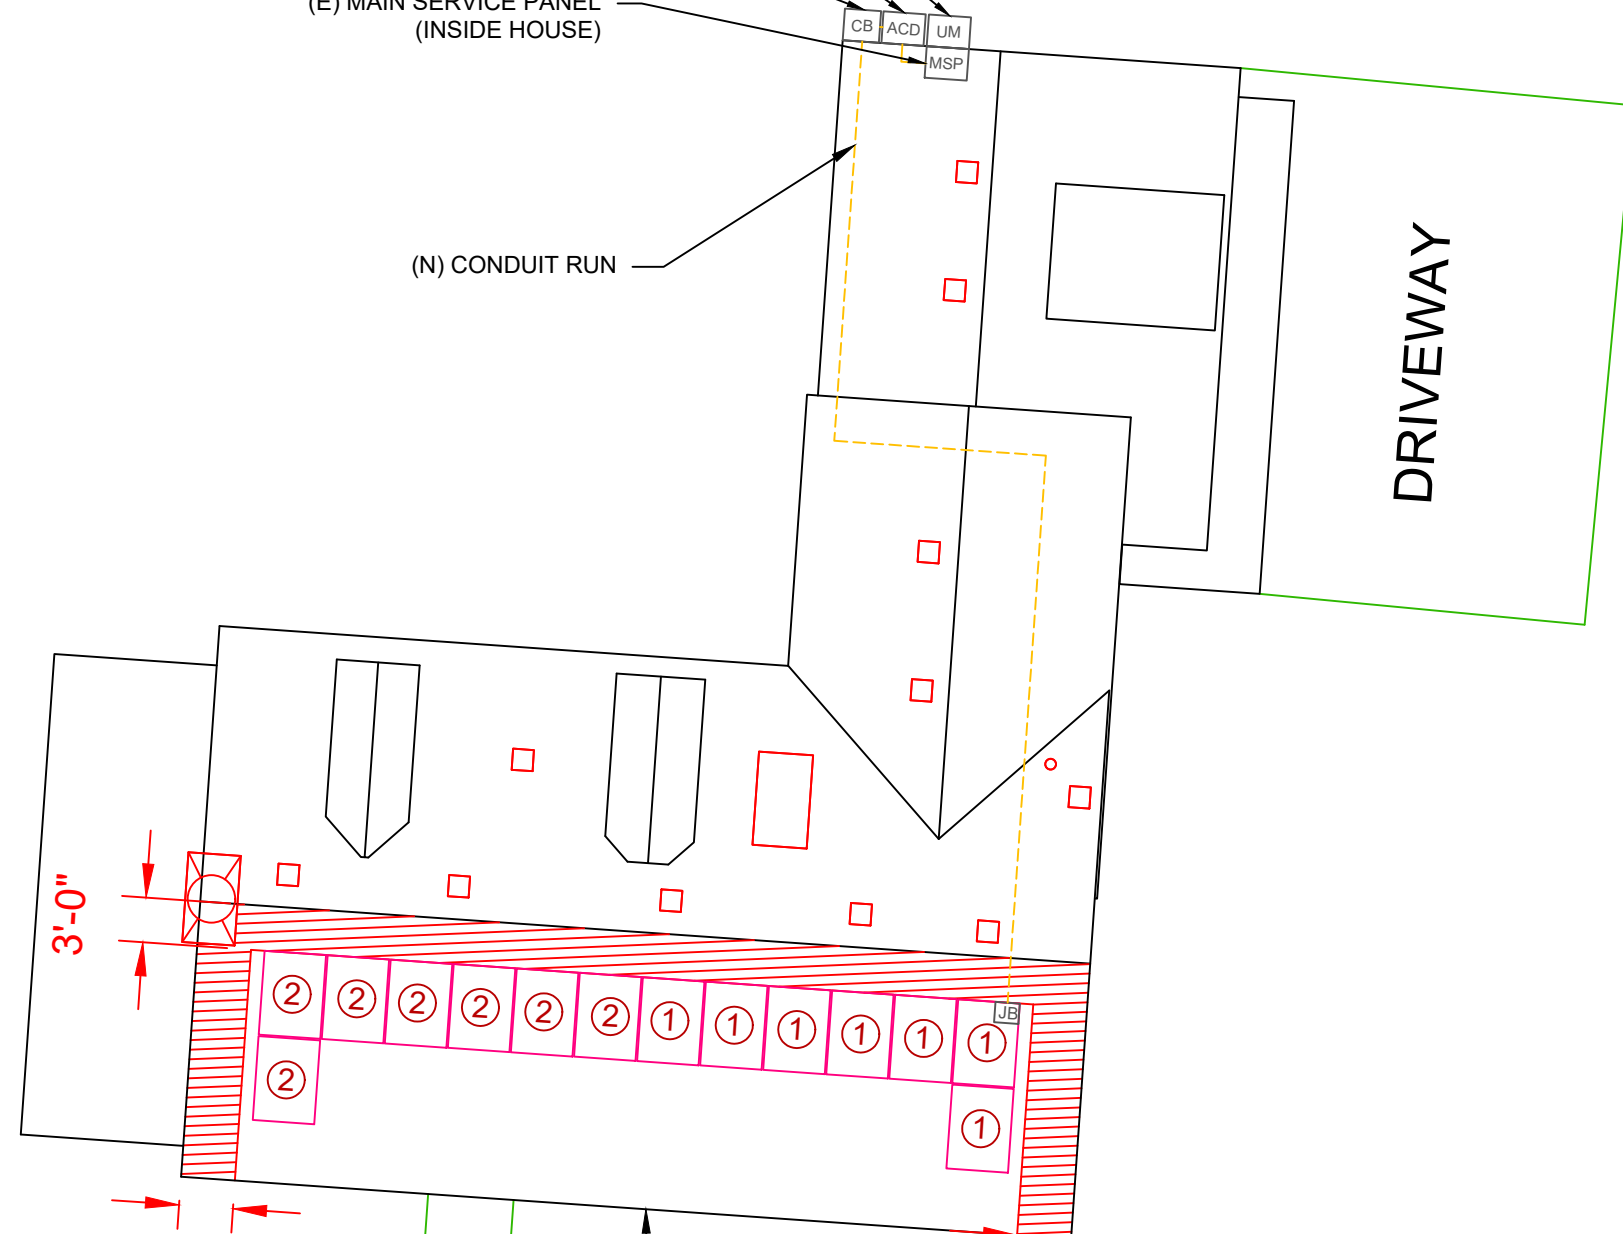 (E) MAIN SERVICE PANEL
(INSIDE HOUSE)
CB ACD UM
MSP
(N) CONDUIT RUN
DRIVEWAY
3'-0"
JB
2 2 2 2 2 2 1 1 1 1 1 1
2 1